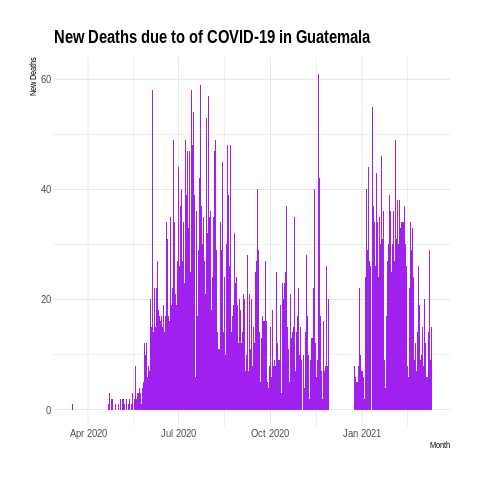 New Deaths due to of COVID-19 in Guatemala
New Deaths
60
40
20
0
Apr 2020 Jul 2020 Oct 2020 Jan 2021
Month